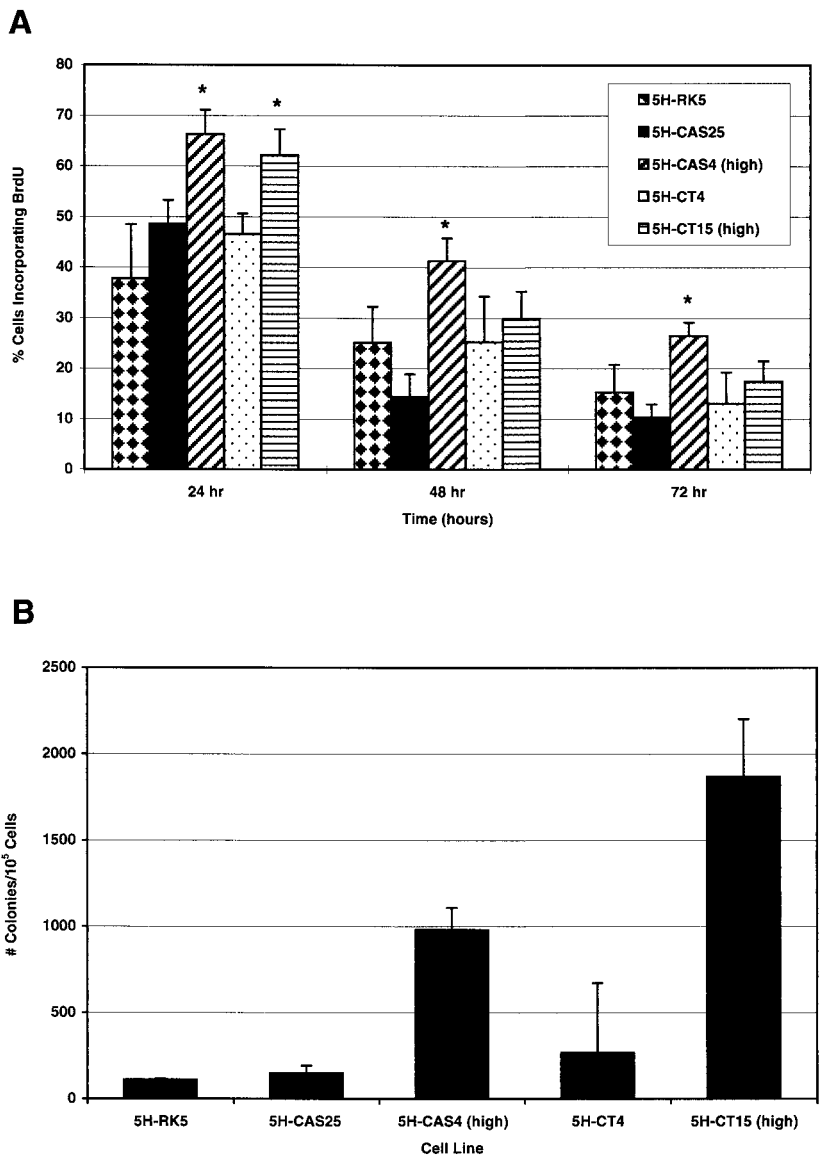 A
80
70
60
50
40
30
20
10
0
% Cells Incorporating BrdU
* *
*
*
5H-RK5
5H-CAS25
5H-CAS4 (high)
5H-CT4
5H-CT15 (high)
24 hr 48 hr 72 hr
Time (hours)
B
2500
2000
1500
1000
500
0
# Colonies/10⁵ Cells
5H-RK5 5H-CAS25 5H-CAS4 (high) 5H-CT4 5H-CT15 (high)
Cell Line